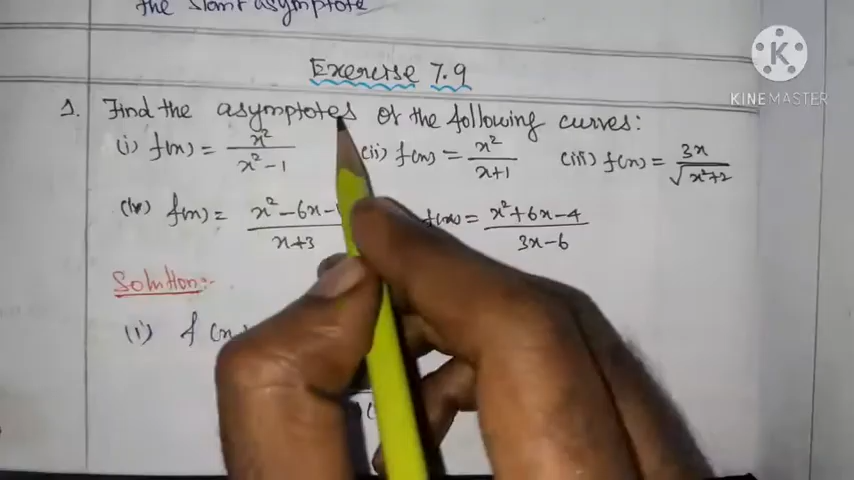 the slant asymptote
Exercise 7.9
1. Find the asymptotes of the following curves:
(i) f(x) = x²/(x²-1) (ii) f(x) = x²/(x+1) (iii) f(x) = 3x/√(x²+2)
(iv) f(x) = x²-6x-/(x+3) f(x) = (x²+6x-4)/(3x-6)
Solution:-
(i) f(x)
K
KINEMASTER